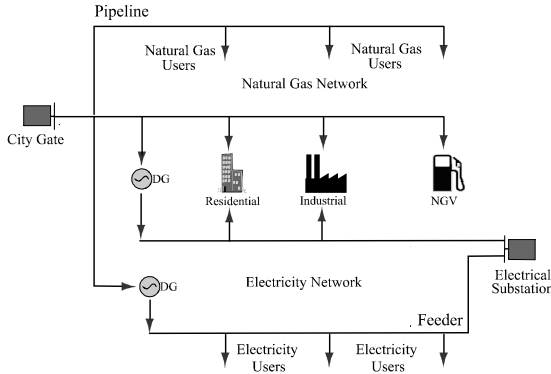 Pipeline
Natural Gas
Users
Natural Gas
Users
Natural Gas Network
City Gate
DG
Residential
Industrial
NGV
Electricity Network
Electrical
Substation
DG
Feeder
Electricity
Users
Electricity
Users